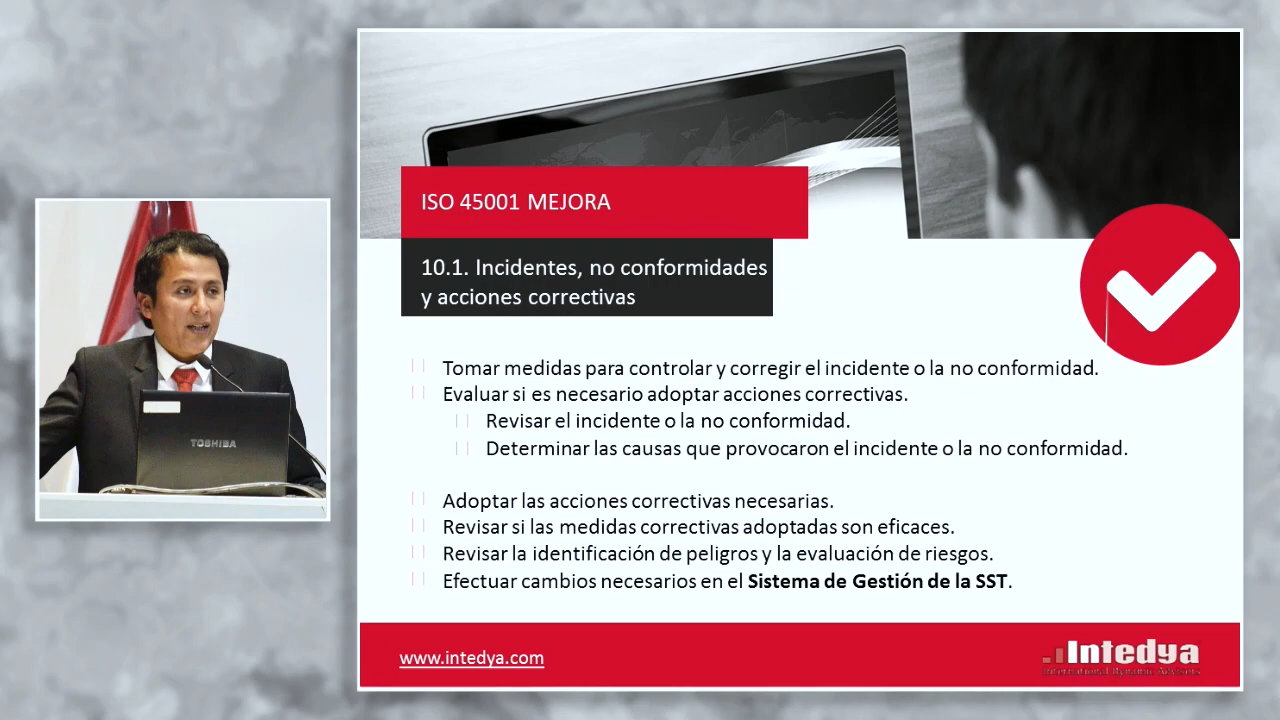 ISO 45001 MEJORA
10.1. Incidentes, no conformidades
y acciones correctivas
TOSHIBA
Tomar medidas para controlar y corregir el incidente o la no conformidad.
Evaluar si es necesario adoptar acciones correctivas.
Revisar el incidente o la no conformidad.
Determinar las causas que provocaron el incidente o la no conformidad.
Adoptar las acciones correctivas necesarias.
Revisar si las medidas correctivas adoptadas son eficaces.
Revisar la identificación de peligros y la evaluación de riesgos.
Efectuar cambios necesarios en el Sistema de Gestión de la SST.
www.intedya.com
Intedya
International Dynamic Advisors